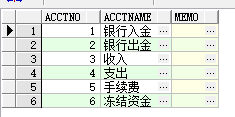 ACCTNO ACCTNAME MEMO
1 1 银行入金 ...
2 2 银行出金 ...
3 3 收入 ...
4 4 支出 ...
5 5 手续费 ...
6 6 冻结资金 ...